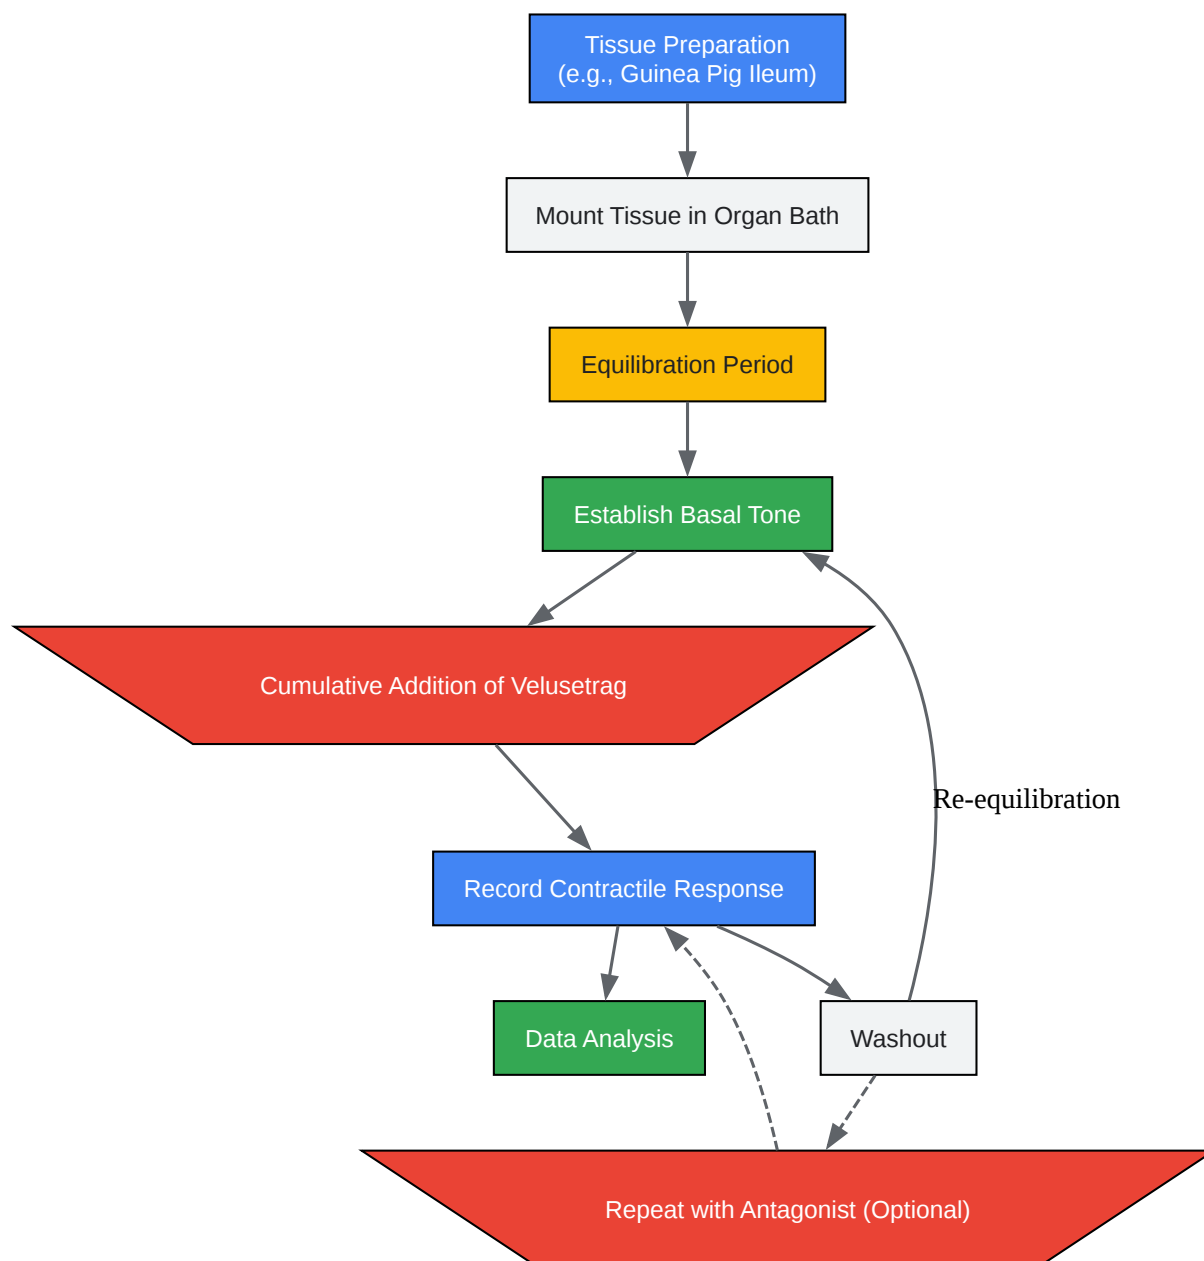 Tissue Preparation
(e.g., Guinea Pig Ileum)
Mount Tissue in Organ Bath
Equilibration Period
Establish Basal Tone
Cumulative Addition of Velusetrag
Re-equilibration
Record Contractile Response
Data Analysis
Washout
Repeat with Antagonist (Optional)